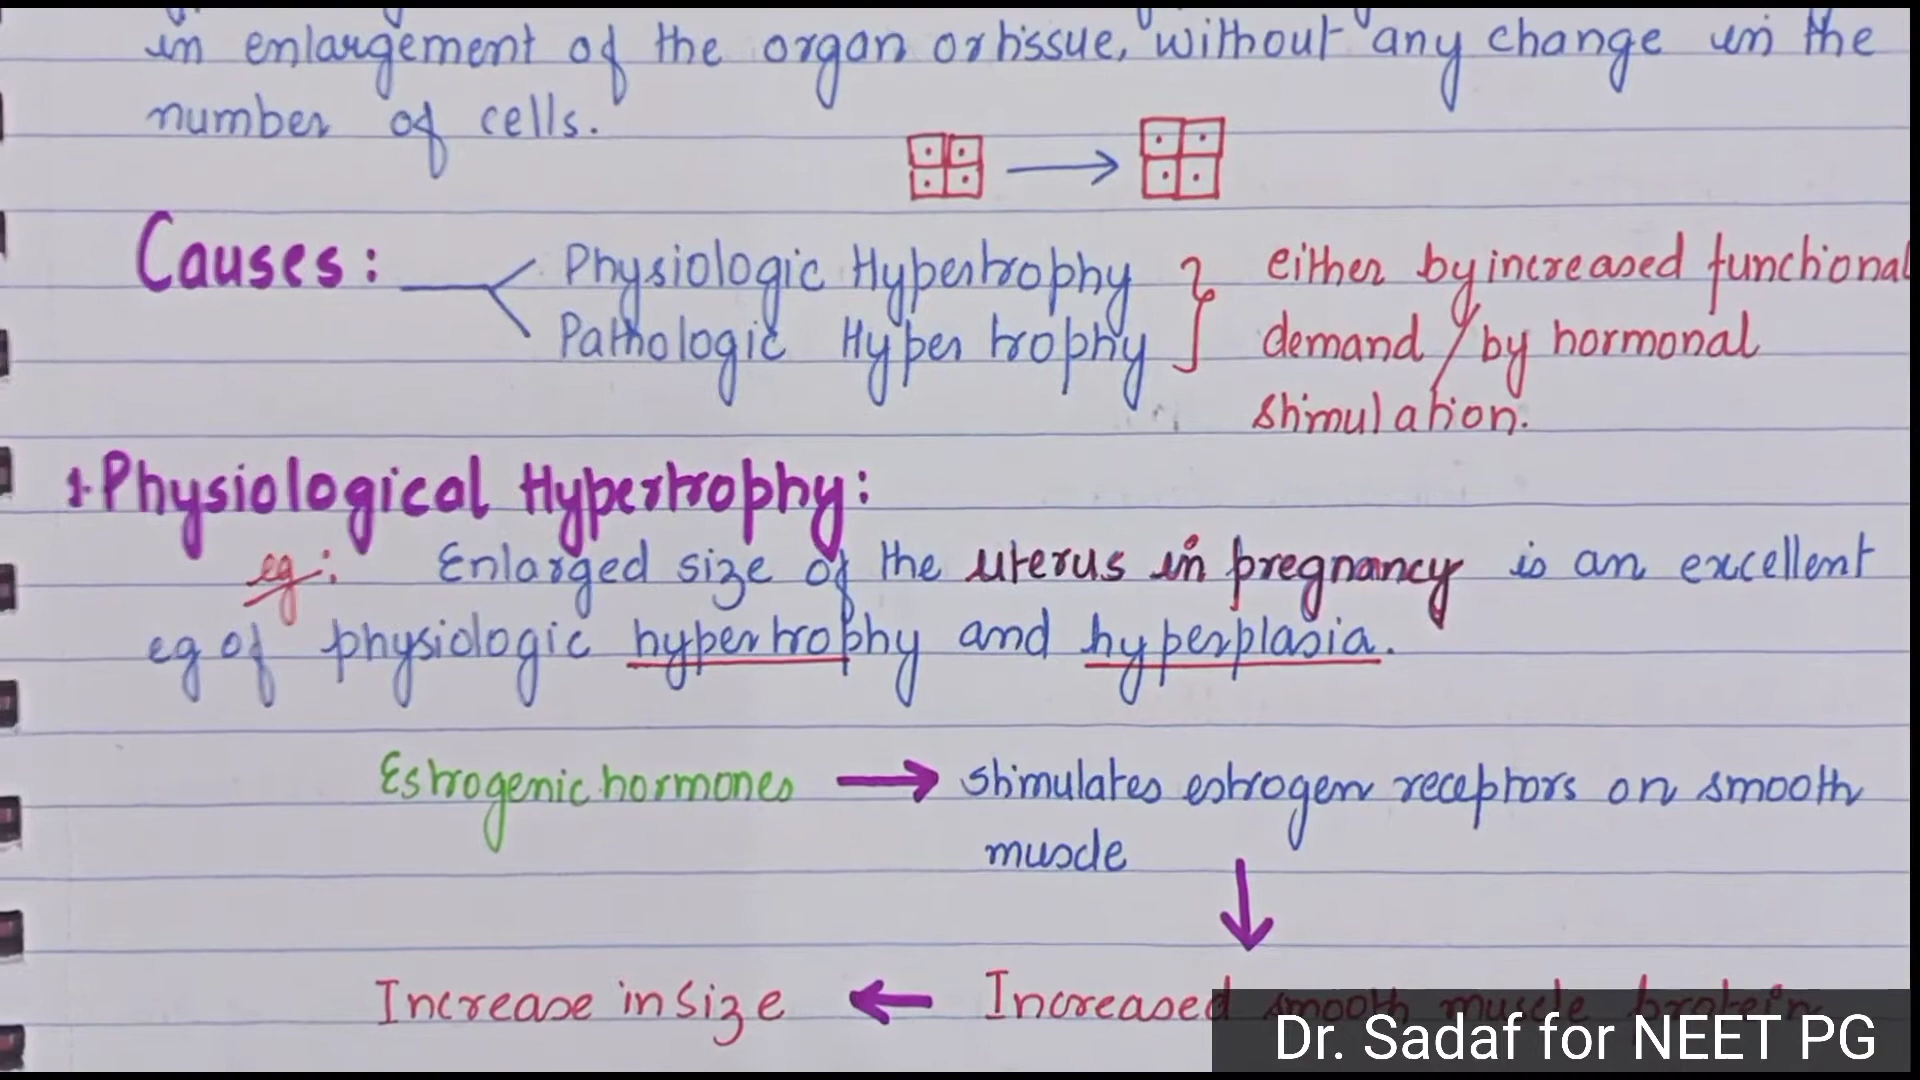 in enlargement of the organ or tissue, without any change in the
number of cells.
Causes:
Physiologic Hypertrophy
Pathologic Hypertrophy
either by increased functional
demand / by hormonal
stimulation.
1. Physiological Hypertrophy:
eg: Enlarged size of the uterus in pregnancy is an excellent
eg of physiologic hypertrophy and hyperplasia.
Estrogenic hormones → stimulates estrogen receptors on smooth
muscle
Increase in size ← Increased smooth muscle protein
Dr. Sadaf for NEET PG